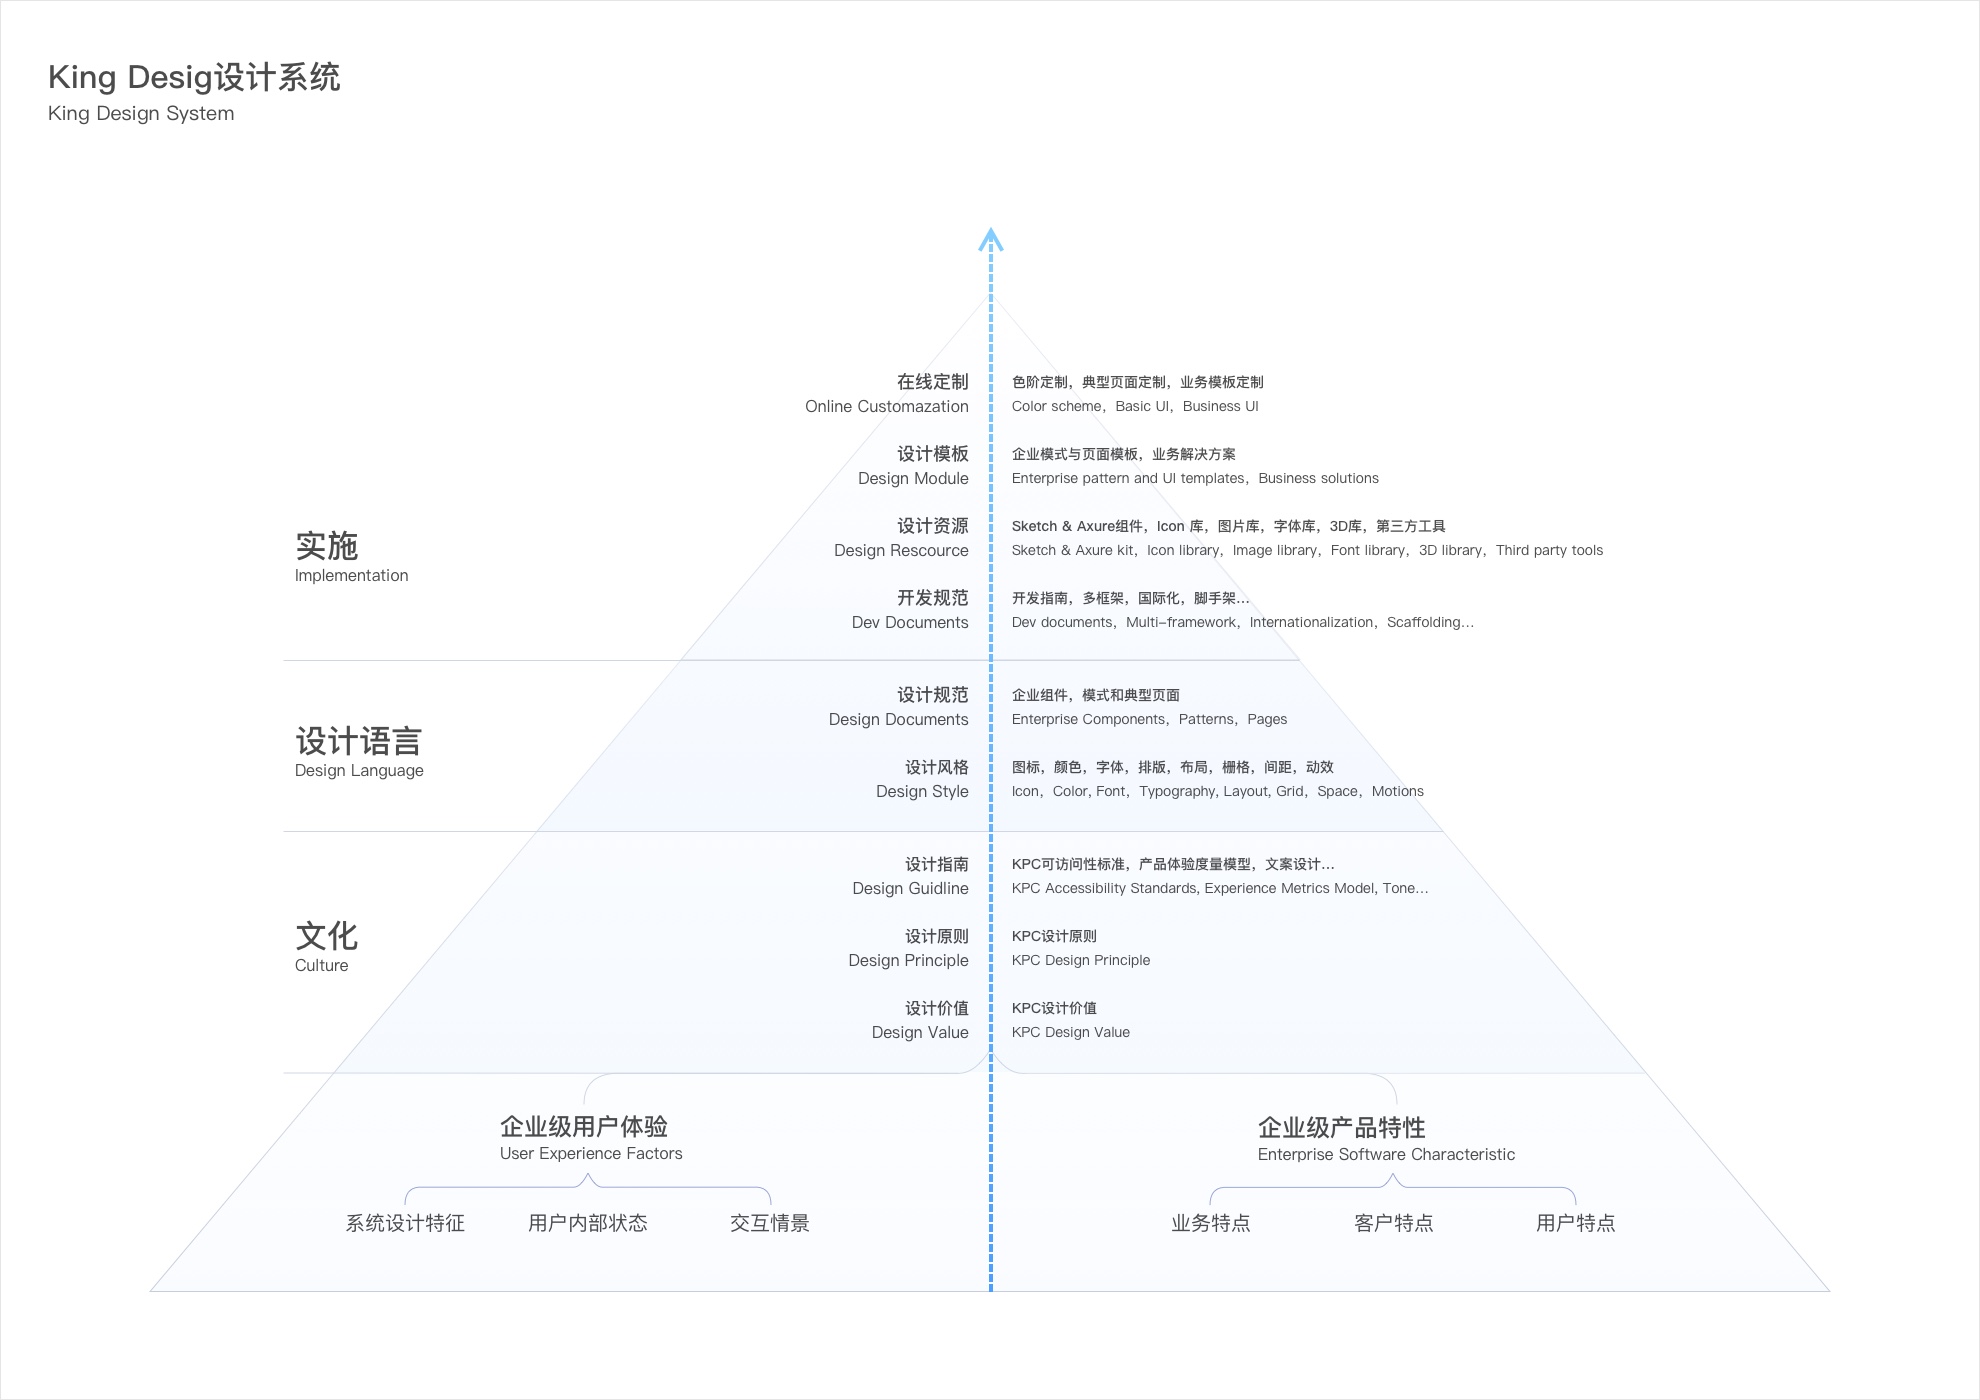 King Desig设计系统
King Design System
在线定制
Online Customazation
色阶定制，典型页面定制，业务模板定制
Color scheme，Basic UI，Business UI
设计模板
Design Module
企业模式与页面模板，业务解决方案
Enterprise pattern and UI templates，Business solutions
实施
Implementation
设计资源
Design Rescource
Sketch & Axure组件，Icon 库，图片库，字体库，3D库，第三方工具
Sketch & Axure kit，Icon library，Image library，Font library，3D library，Third party tools
开发规范
Dev Documents
开发指南，多框架，国际化，脚手架...
Dev documents，Multi-framework，Internationalization，Scaffolding...
设计语言
Design Language
设计规范
Design Documents
企业组件，模式和典型页面
Enterprise Components，Patterns，Pages
设计风格
Design Style
图标，颜色，字体，排版，布局，栅格，间距，动效
Icon，Color, Font，Typography, Layout, Grid，Space，Motions
文化
Culture
设计指南
Design Guidline
KPC可访问性标准，产品体验度量模型，文案设计...
KPC Accessibility Standards, Experience Metrics Model, Tone...
设计原则
Design Principle
KPC设计原则
KPC Design Principle
设计价值
Design Value
KPC设计价值
KPC Design Value
企业级用户体验
User Experience Factors
系统设计特征
用户内部状态
交互情景
企业级产品特性
Enterprise Software Characteristic
业务特点
客户特点
用户特点